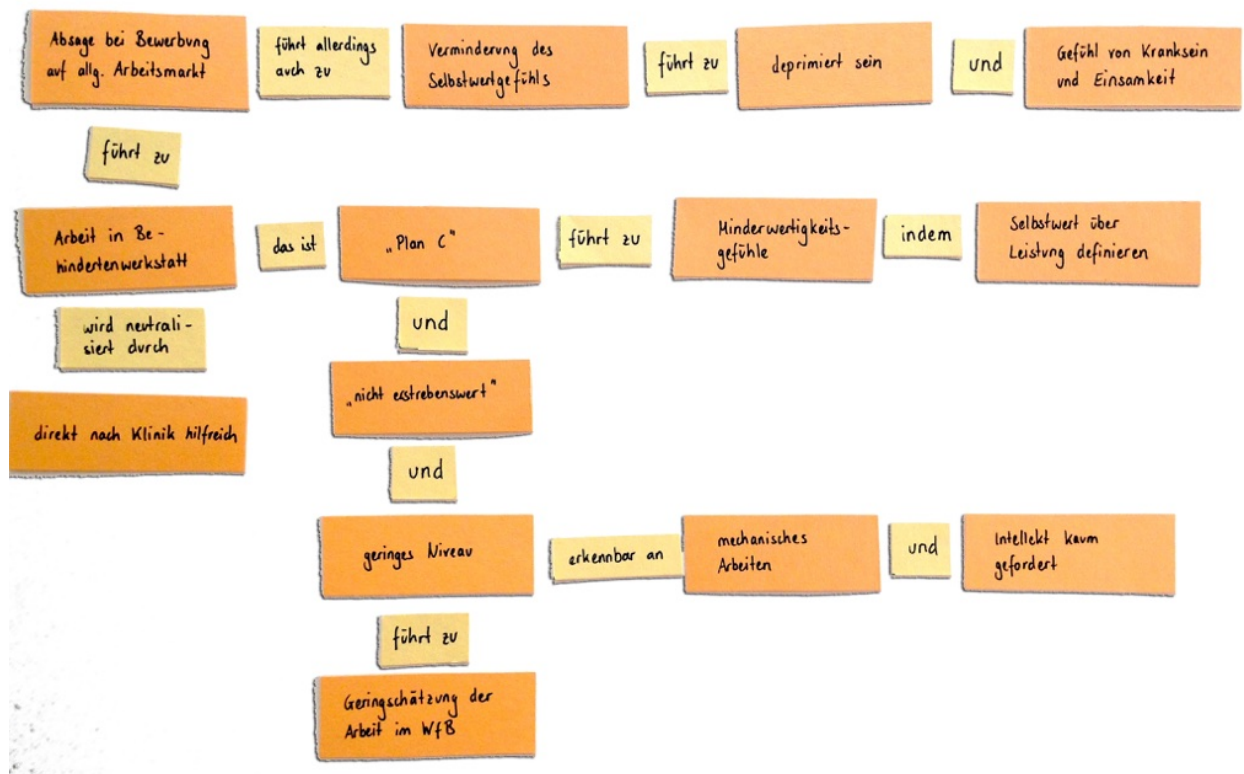 Absage bei Bewerbung
auf allg. Arbeitsmarkt
führt allerdings
auch zu
Verminderung des
Selbstwertgefühls
führt zu
deprimiert sein
und
Gefühl von Kranksein
und Einsamkeit
führt zu
Arbeit in Be-
hindertenwerkstatt
das ist
„Plan C"
führt zu
Minderwertigkeits-
gefühle
indem
Selbstwert über
Leistung definieren
wird neutrali-
siert durch
und
direkt nach Klinik hilfreich
„nicht erstrebenswert"
und
geringes Niveau
erkennbar an
mechanisches
Arbeiten
und
Intellekt kaum
gefordert
führt zu
Geringschätzung der
Arbeit im WfB